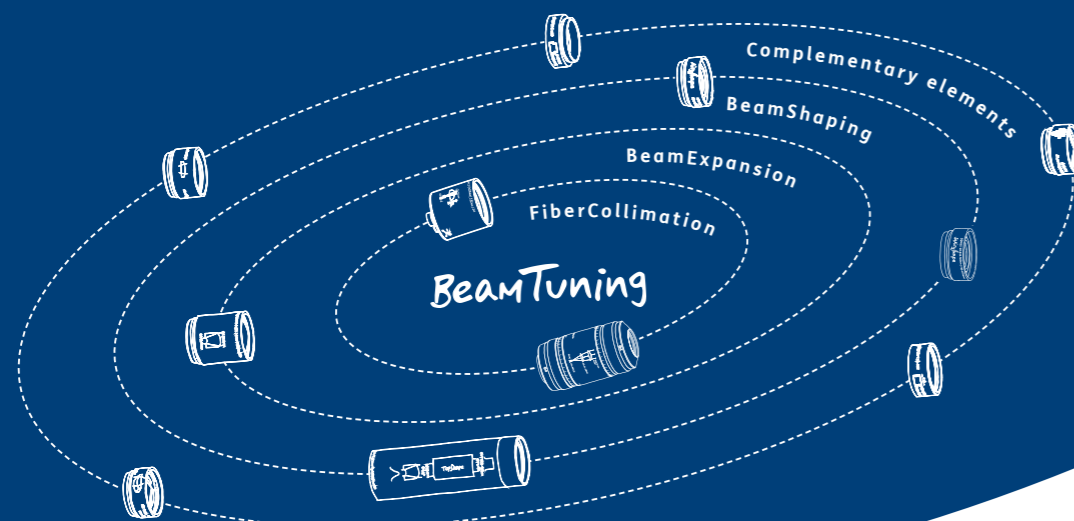 Complementary elements
BeamShaping
BeamExpansion
FiberCollimation
BeamTuning